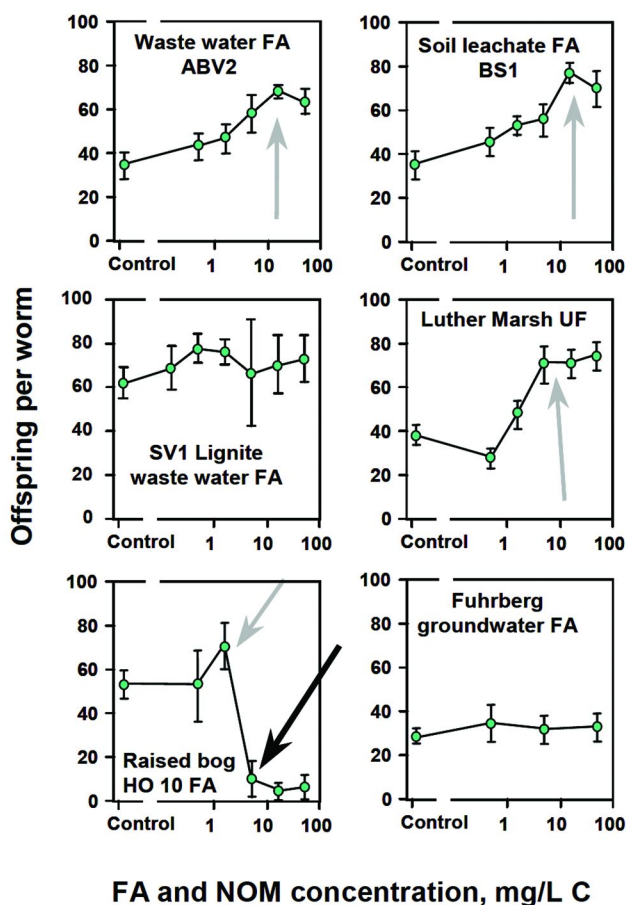 Waste water FA
ABV2
100
80
60
40
20
0
Control
1
10
100
Soil leachate FA
BS1
100
80
60
40
20
0
Control
1
10
100
Offspring per worm
100
80
60
40
20
0
SV1 Lignite
waste water FA
Control
1
10
100
Luther Marsh UF
100
80
60
40
20
0
Control
1
10
100
100
80
60
40
20
0
Raised bog
HO 10 FA
Control
1
10
100
Fuhrberg
groundwater FA
100
80
60
40
20
0
Control
1
10
100
FA and NOM concentration, mg/L C